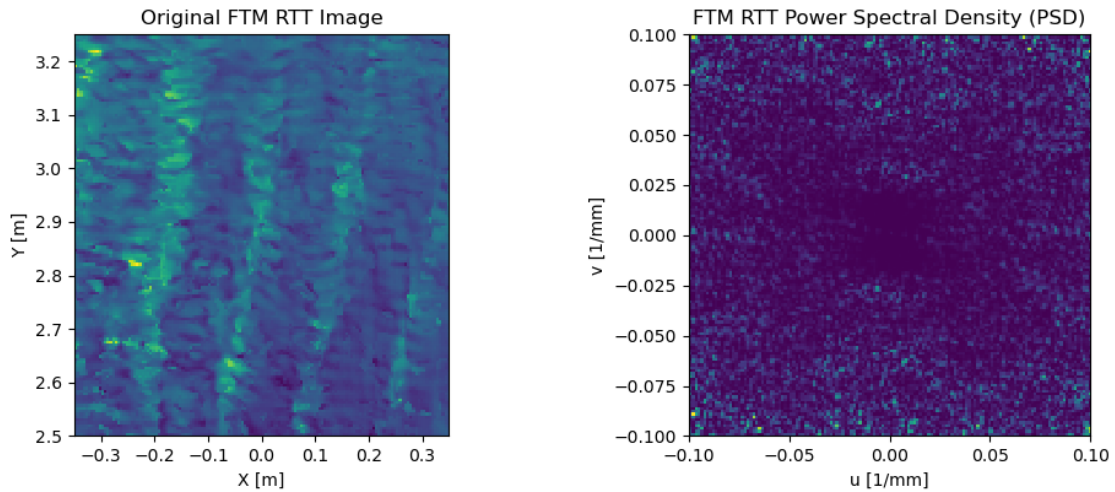 Original FTM RTT Image
3.2
3.1
3.0
2.9
2.8
2.7
2.6
2.5
Y [m]
−0.3 −0.2 −0.1 0.0 0.1 0.2 0.3
X [m]
FTM RTT Power Spectral Density (PSD)
0.100
0.075
0.050
0.025
0.000
−0.025
−0.050
−0.075
−0.100
v [1/mm]
−0.10 −0.05 0.00 0.05 0.10
u [1/mm]